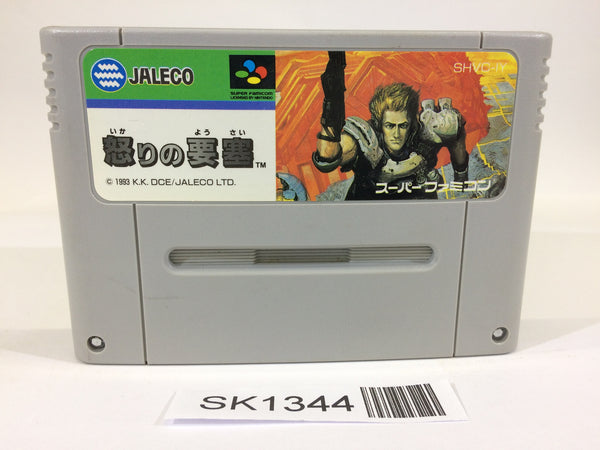 JALECO
SUPER FAMICOM
LICENSED BY NINTENDO
SHVC-IY
いか よう さい
怒りの要塞™
© 1993 K.K. DCE/JALECO LTD.
スーパーファミコン
SK1344